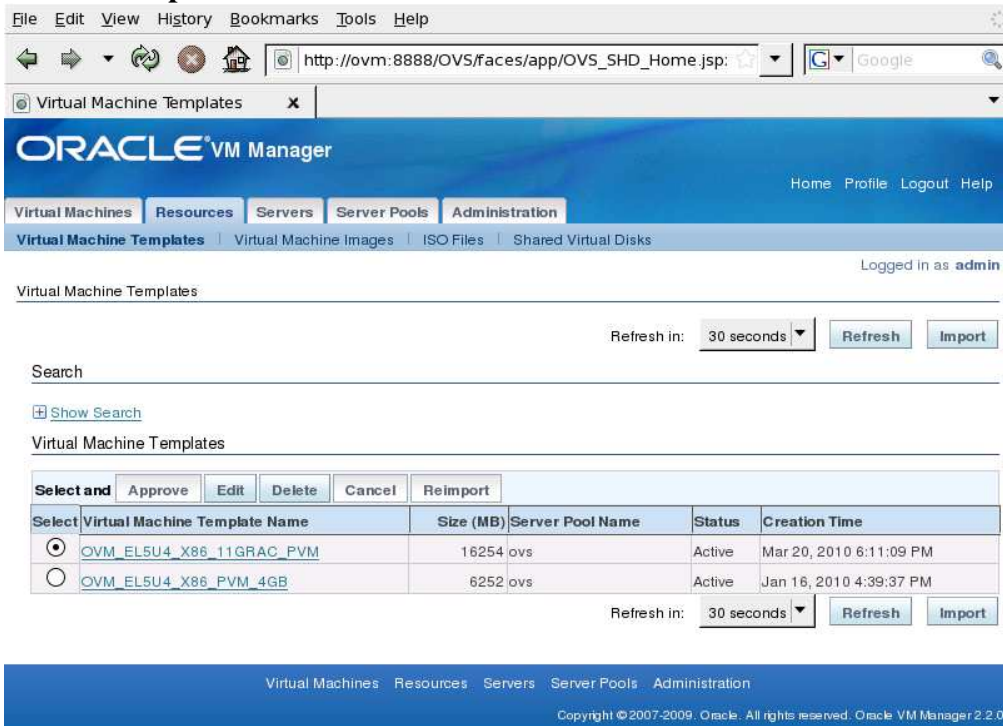 File Edit View History Bookmarks Tools Help
http://ovm:8888/OVS/faces/app/OVS_SHD_Home.jsp: G Google
Virtual Machine Templates x
ORACLE VM Manager
Home Profile Logout Help
Virtual Machines Resources Servers Server Pools Administration
Virtual Machine Templates | Virtual Machine Images | ISO Files | Shared Virtual Disks
Logged in as admin
Virtual Machine Templates
Refresh in: 30 seconds Refresh Import
Search
Show Search
Virtual Machine Templates
Select and Approve Edit Delete Cancel Reimport
Select Virtual Machine Template Name Size (MB) Server Pool Name Status Creation Time
OVM_EL5U4_X86_11GRAC_PVM 16254 ovs Active Mar 20, 2010 6:11:09 PM
OVM_EL5U4_X86_PVM_4GB 6252 ovs Active Jan 16, 2010 4:39:37 PM
Refresh in: 30 seconds Refresh Import
Virtual Machines Resources Servers Server Pools Administration
Copyright ©2007-2009. Oracle. All rights reserved. Oracle VM Manager 2.2.0